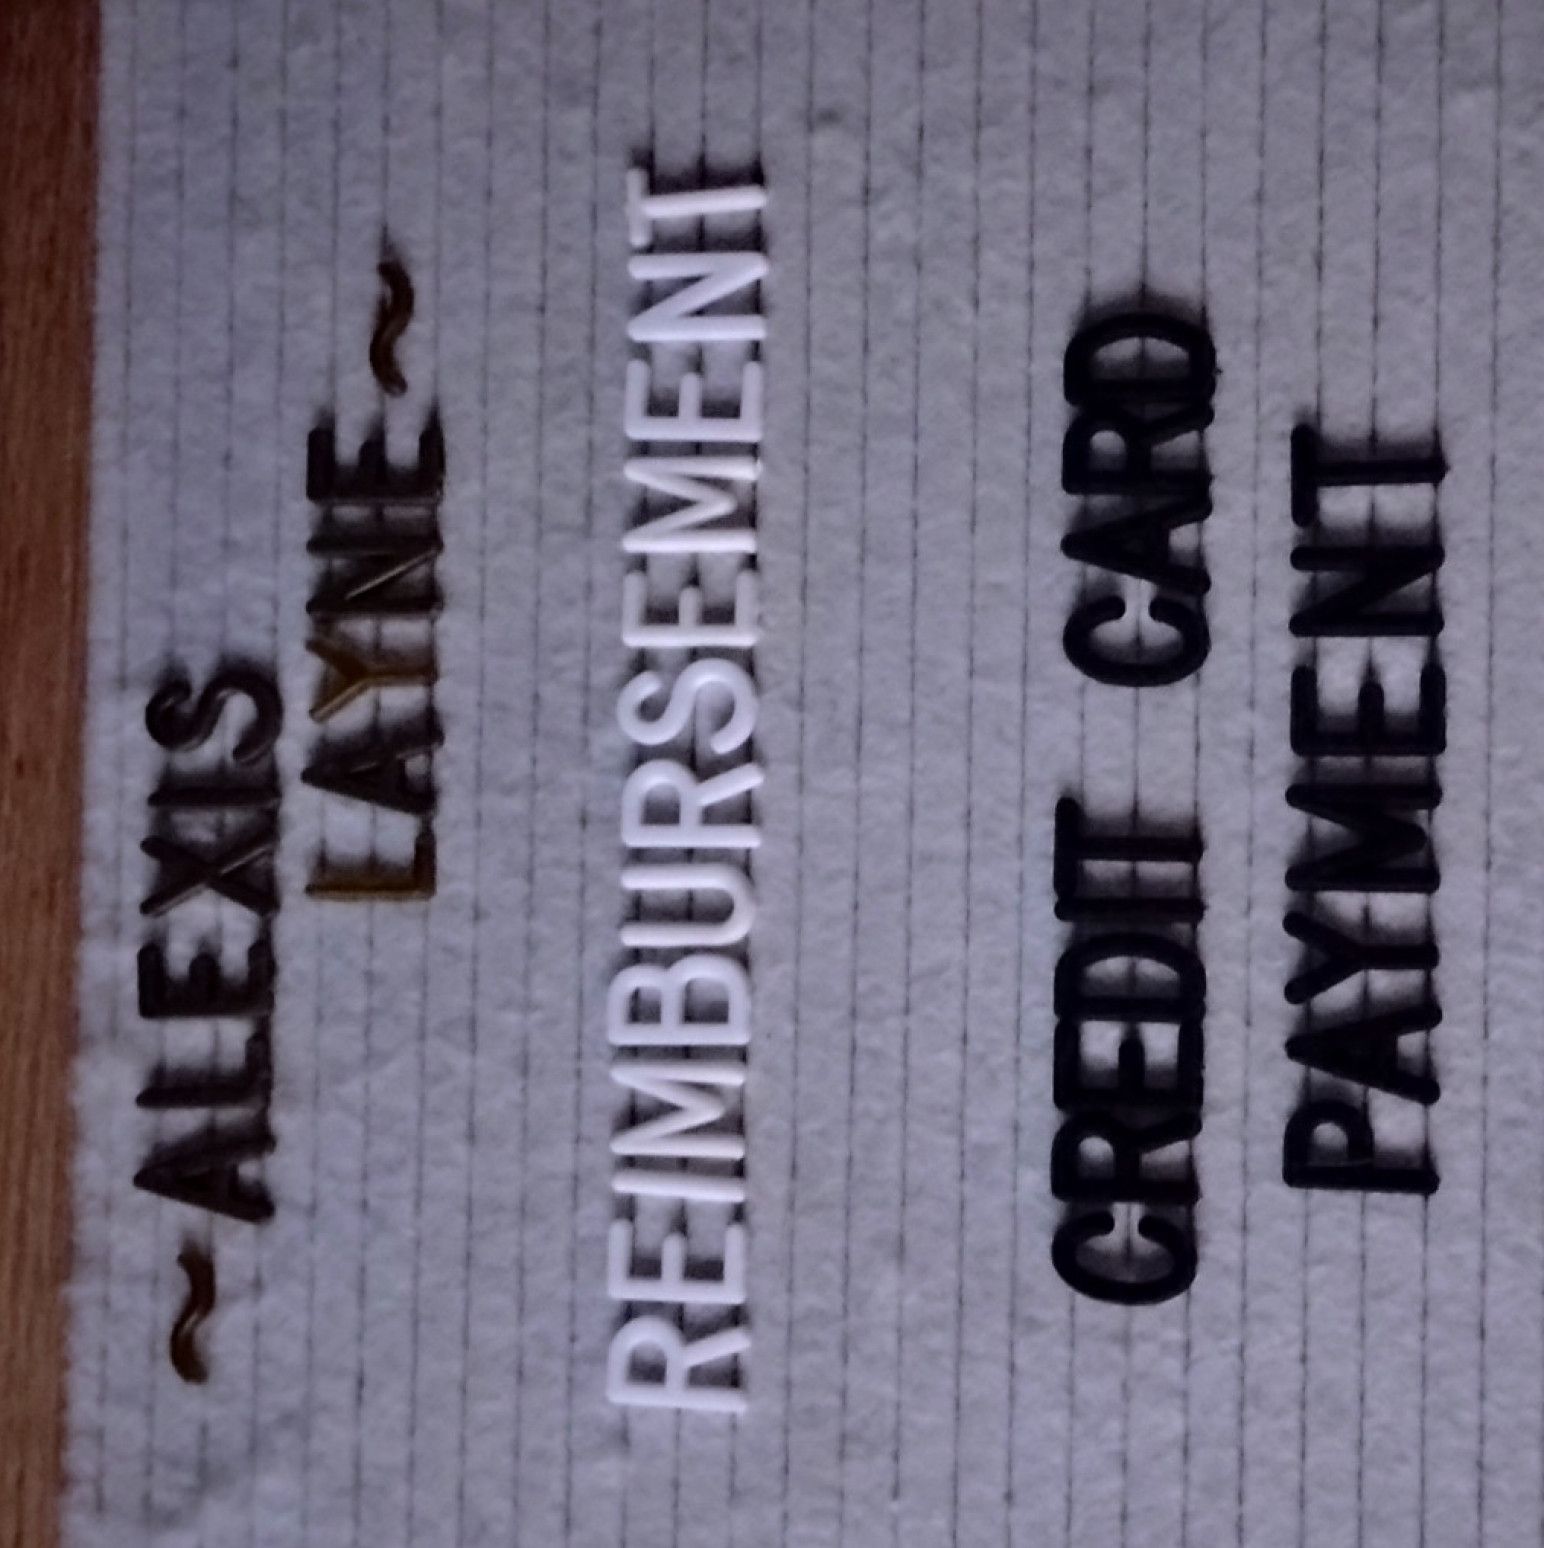 ~ALEXIS
LAYNE~
REIMBURSEMENT
CREDIT CARD
PAYMENT